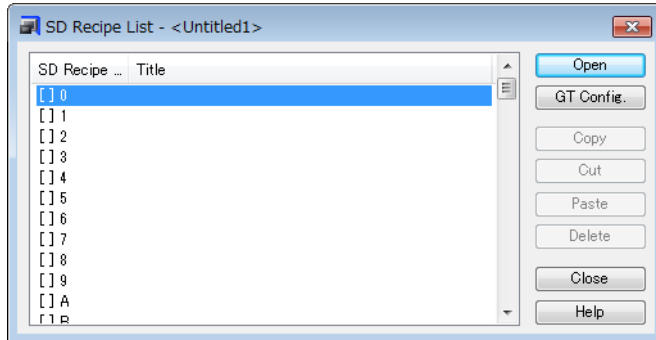 SD Recipe List - <Untitled1>
SD Recipe ... Title
[ ] 0
[ ] 1
[ ] 2
[ ] 3
[ ] 4
[ ] 5
[ ] 6
[ ] 7
[ ] 8
[ ] 9
[ ] A
[ ] B
Open
GT Config.
Copy
Cut
Paste
Delete
Close
Help